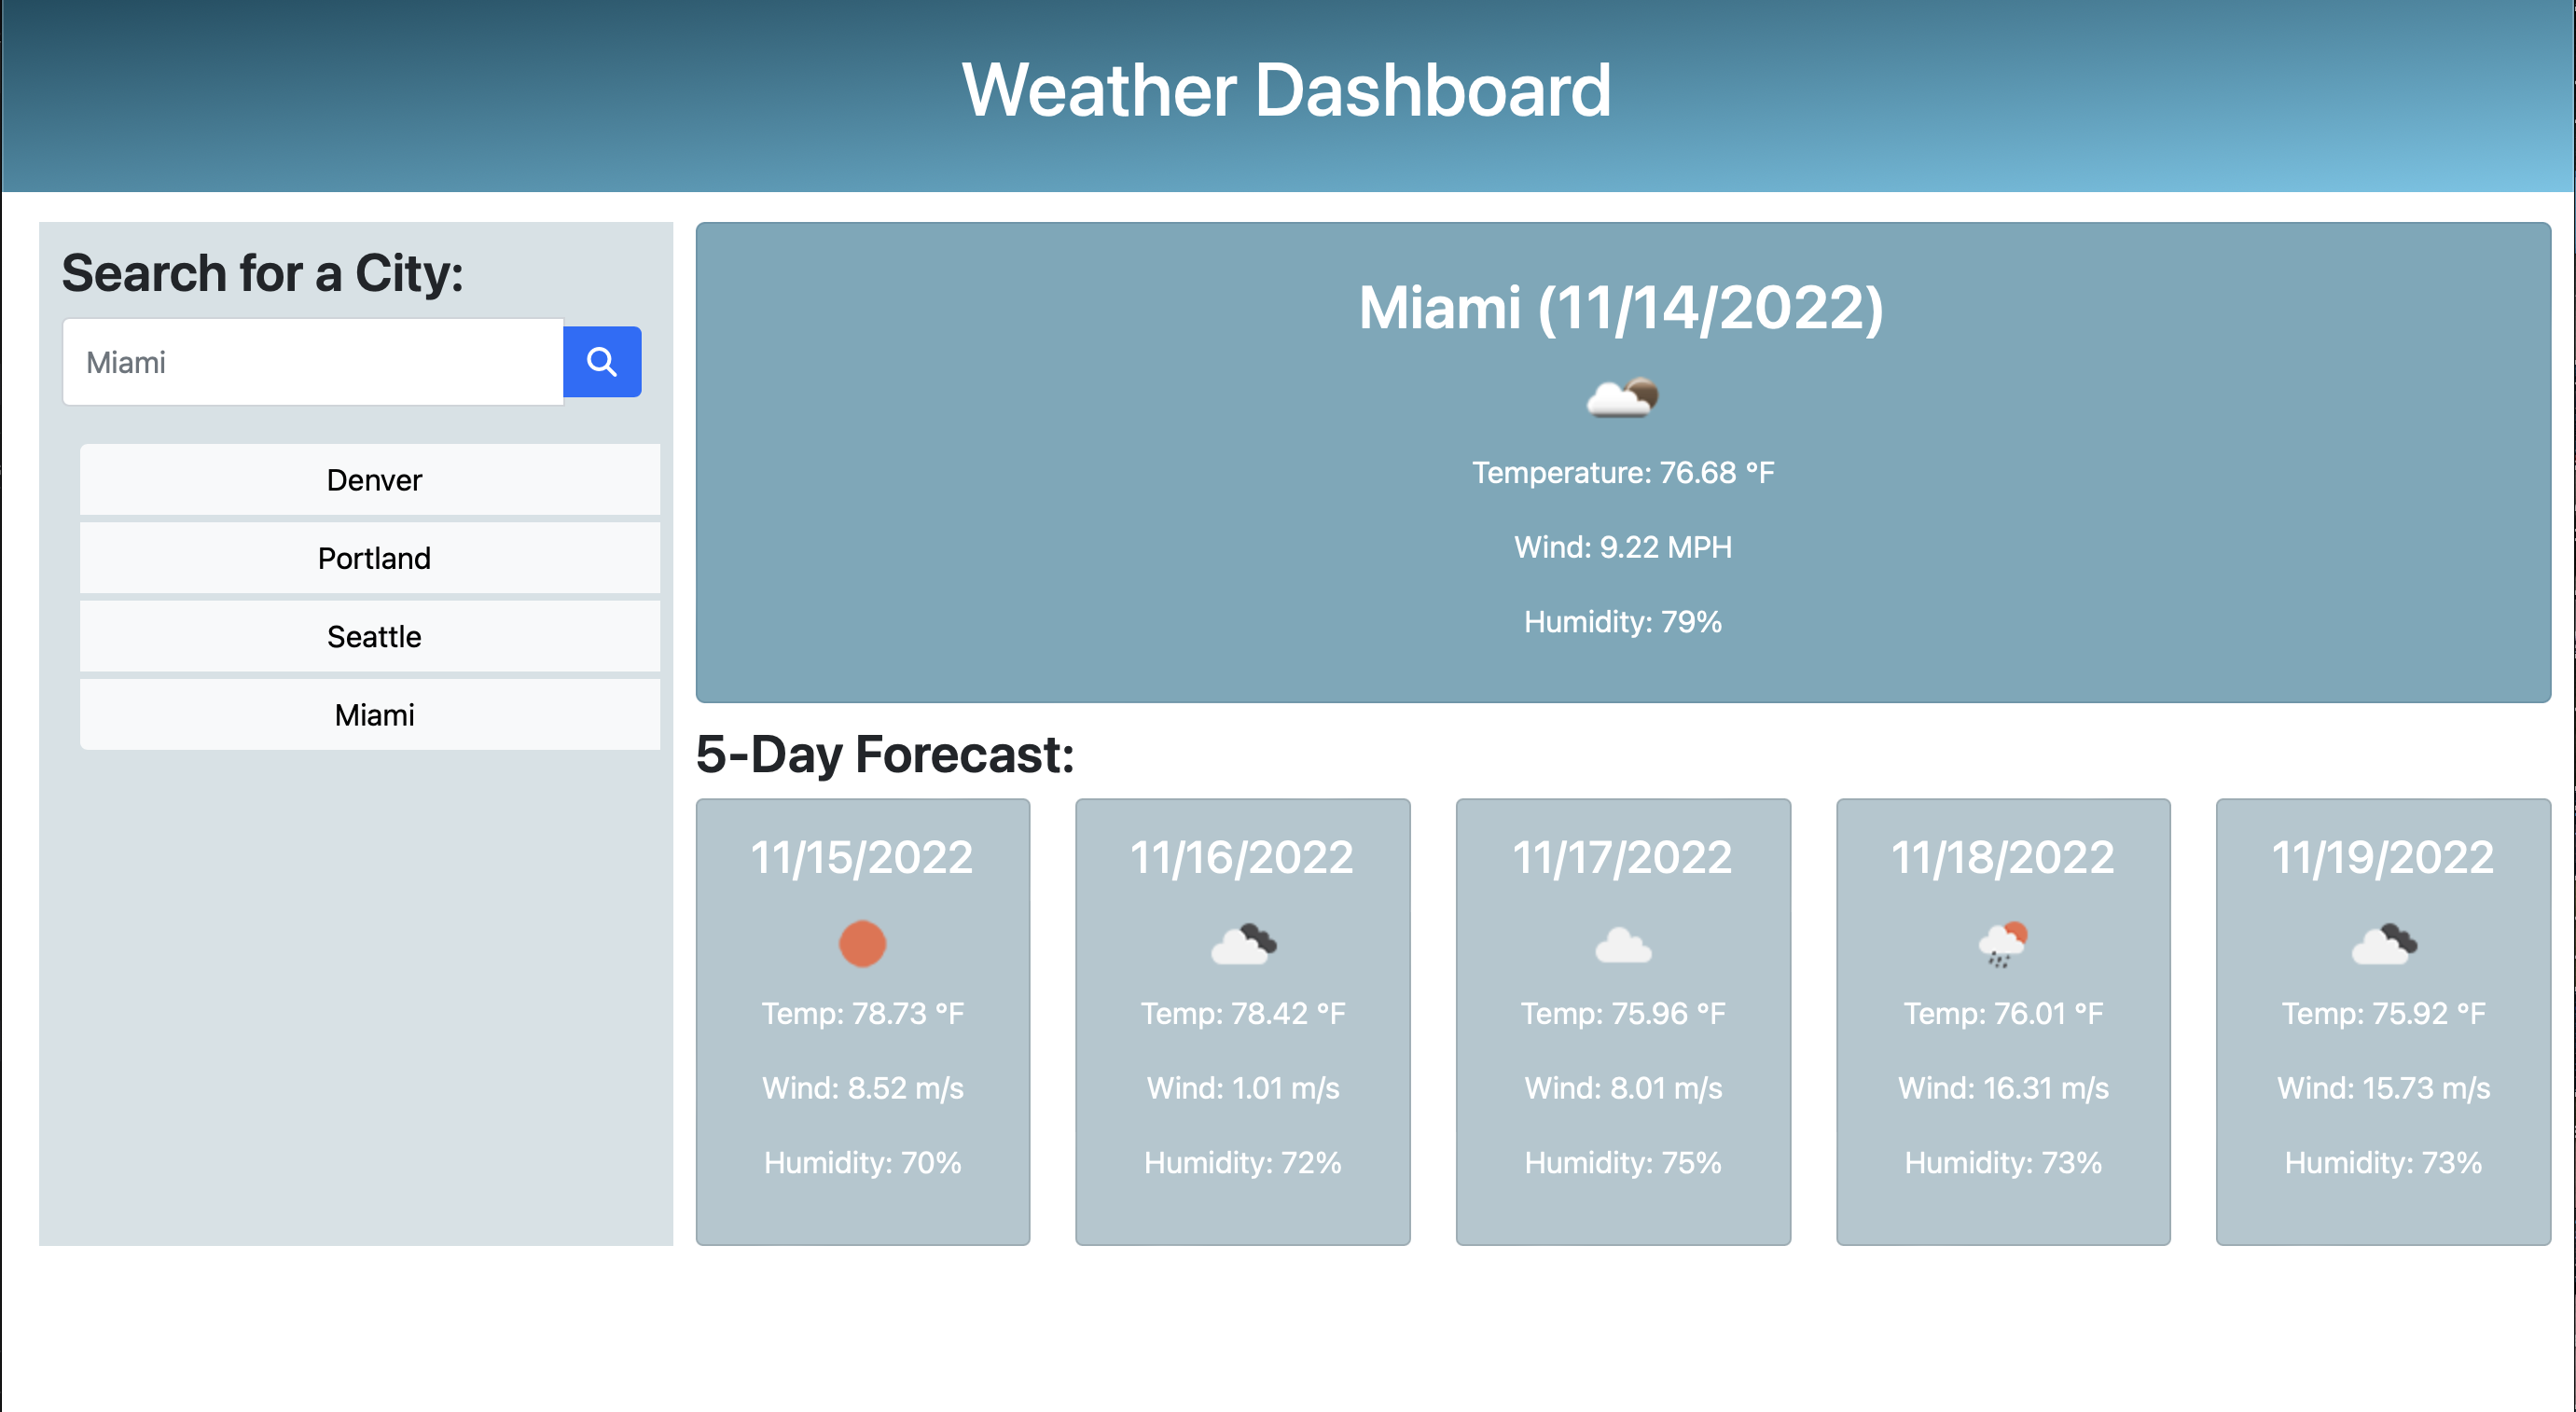 Weather Dashboard
Search for a City:
Miami
Denver
Portland
Seattle
Miami
Miami (11/14/2022)
Temperature: 76.68 °F
Wind: 9.22 MPH
Humidity: 79%
5-Day Forecast:
11/15/2022
Temp: 78.73 °F
Wind: 8.52 m/s
Humidity: 70%
11/16/2022
Temp: 78.42 °F
Wind: 1.01 m/s
Humidity: 72%
11/17/2022
Temp: 75.96 °F
Wind: 8.01 m/s
Humidity: 75%
11/18/2022
Temp: 76.01 °F
Wind: 16.31 m/s
Humidity: 73%
11/19/2022
Temp: 75.92 °F
Wind: 15.73 m/s
Humidity: 73%